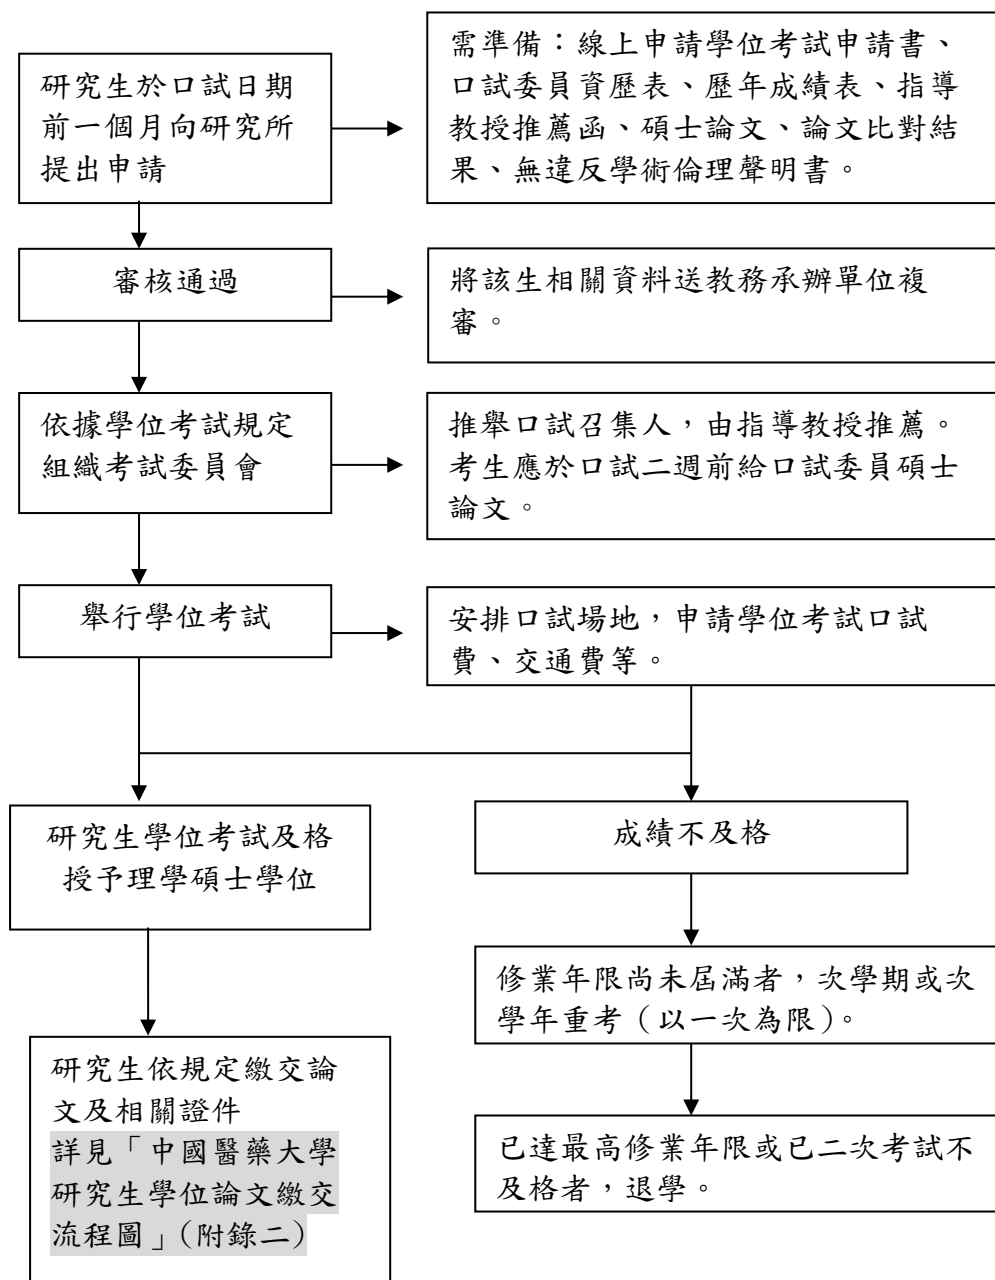 研究生於口試日期
前一個月向研究所
提出申請
需準備：線上申請學位考試申請書、
口試委員資歷表、歷年成績表、指導
教授推薦函、碩士論文、論文比對結
果、無違反學術倫理聲明書。
審核通過
將該生相關資料送教務承辦單位複
審。
依據學位考試規定
組織考試委員會
推舉口試召集人，由指導教授推薦。
考生應於口試二週前給口試委員碩士
論文。
舉行學位考試
安排口試場地，申請學位考試口試
費、交通費等。
研究生學位考試及格
授予理學碩士學位
成績不及格
修業年限尚未屆滿者，次學期或次
學年重考（以一次為限）。
研究生依規定繳交論
文及相關證件
詳見「中國醫藥大學
研究生學位論文繳交
流程圖」(附錄二)
已達最高修業年限或已二次考試不
及格者，退學。